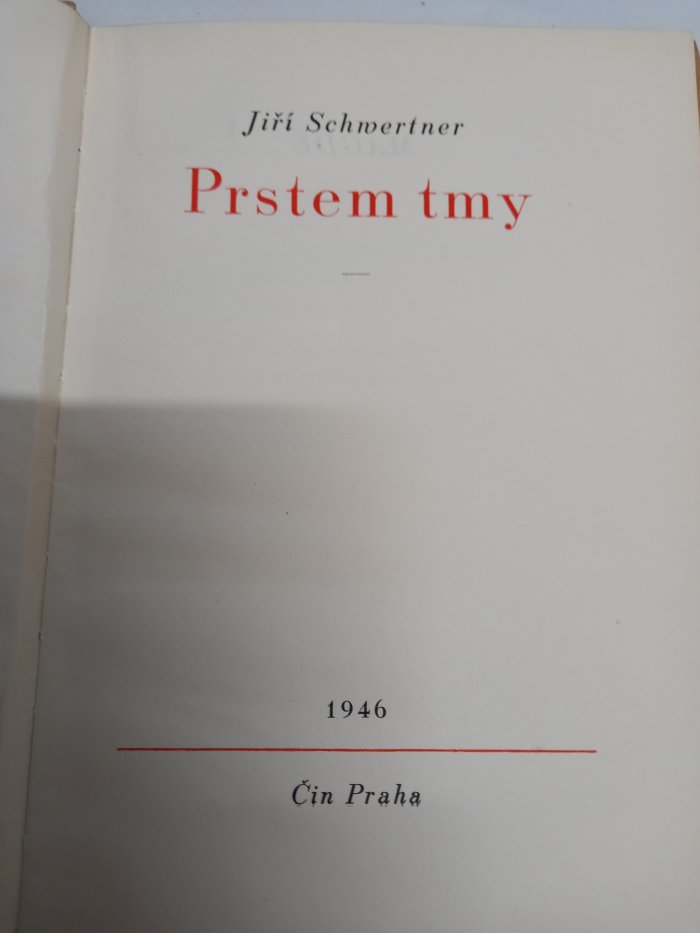 Jiří Schwertner
Prstem tmy
1946
Čin Praha